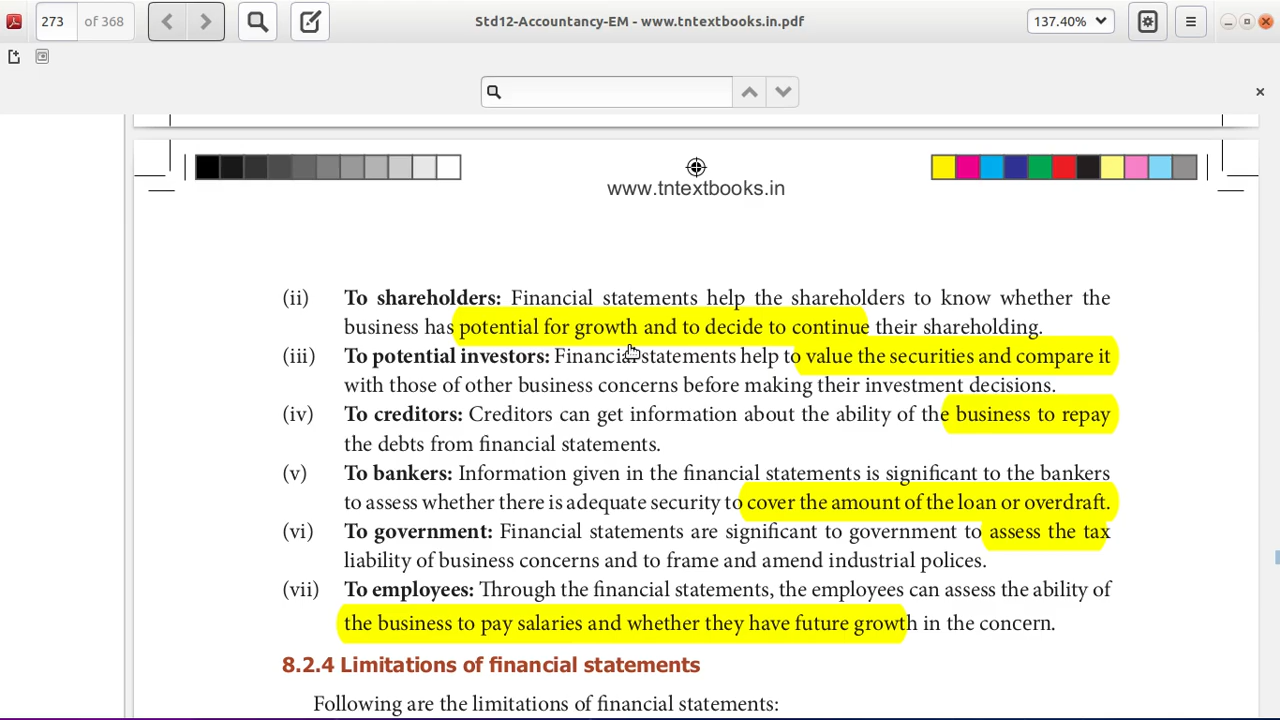 273 of 368
Std12-Accountancy-EM - www.tntextbooks.in.pdf
137.40%
www.tntextbooks.in
(ii) To shareholders: Financial statements help the shareholders to know whether the
business has potential for growth and to decide to continue their shareholding.
(iii) To potential investors: Financial statements help to value the securities and compare it
with those of other business concerns before making their investment decisions.
(iv) To creditors: Creditors can get information about the ability of the business to repay
the debts from financial statements.
(v) To bankers: Information given in the financial statements is significant to the bankers
to assess whether there is adequate security to cover the amount of the loan or overdraft.
(vi) To government: Financial statements are significant to government to assess the tax
liability of business concerns and to frame and amend industrial polices.
(vii) To employees: Through the financial statements, the employees can assess the ability of
the business to pay salaries and whether they have future growth in the concern.
8.2.4 Limitations of financial statements
Following are the limitations of financial statements: